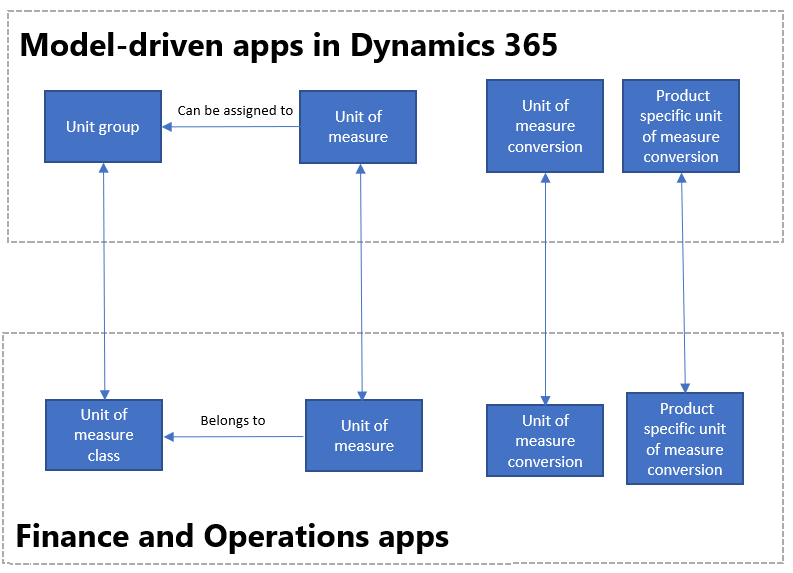 Model-driven apps in Dynamics 365
Unit group
Can be assigned to
Unit of
measure
Unit of
measure
conversion
Product
specific unit
of measure
conversion
Unit of
measure
class
Belongs to
Unit of
measure
Unit of
measure
conversion
Product
specific unit
of measure
conversion
Finance and Operations apps